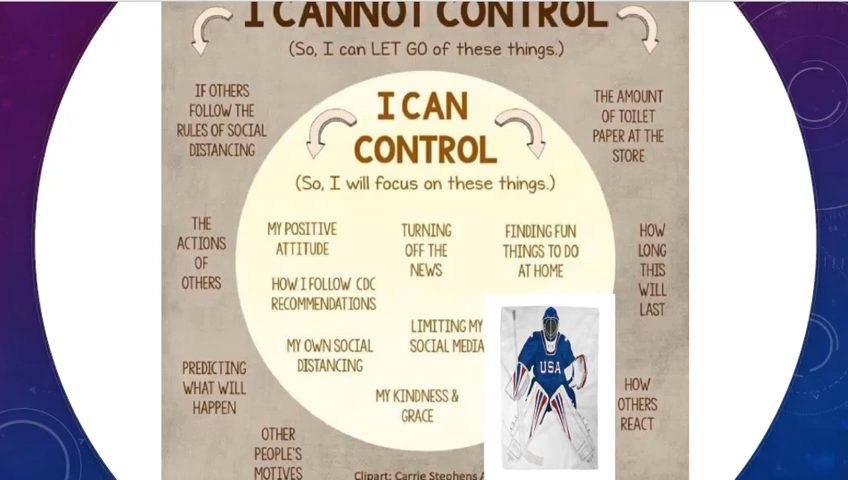 I CANNOT CONTROL
(So, I can LET GO of these things.)
IF OTHERS
FOLLOW THE
RULES OF SOCIAL
DISTANCING
I CAN
CONTROL
(So, I will focus on these things.)
THE AMOUNT
OF TOILET
PAPER AT THE
STORE
THE
ACTIONS
OF
OTHERS
MY POSITIVE
ATTITUDE
TURNING
OFF THE
NEWS
FINDING FUN
THINGS TO DO
AT HOME
HOW
LONG
THIS
WILL
LAST
HOW I FOLLOW CDC
RECOMMENDATIONS
LIMITING MY
SOCIAL MEDIA
MY OWN SOCIAL
DISTANCING
USA
PREDICTING
WHAT WILL
HAPPEN
MY KINDNESS &
GRACE
HOW
OTHERS
REACT
OTHER
PEOPLE'S
MOTIVES
Clipart: Carrie Stephens A